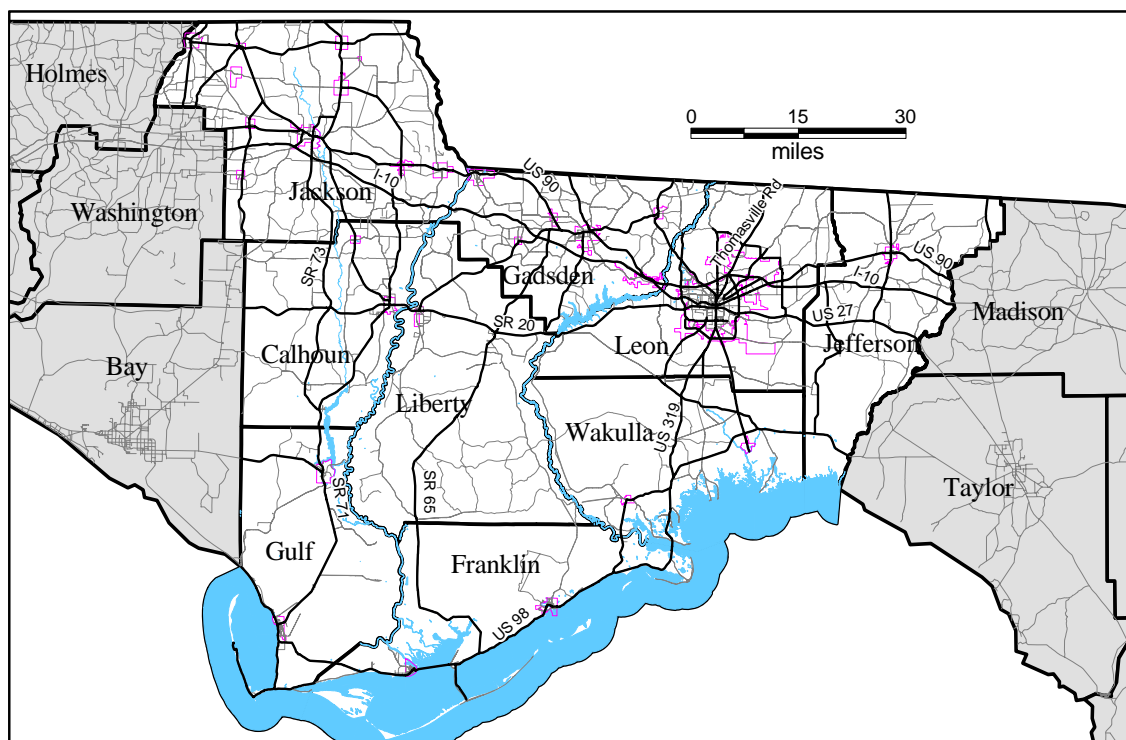 Holmes
0 15 30
miles
US 90
Thomasville Rd
I-10
Jackson
Washington
US 90
SR 73
Gadsden
I-10
Madison
SR 20
US 27
Bay
Calhoun
Leon
Jefferson
Liberty
Wakulla
US 319
SR 71
SR 65
Taylor
Gulf
Franklin
US 98